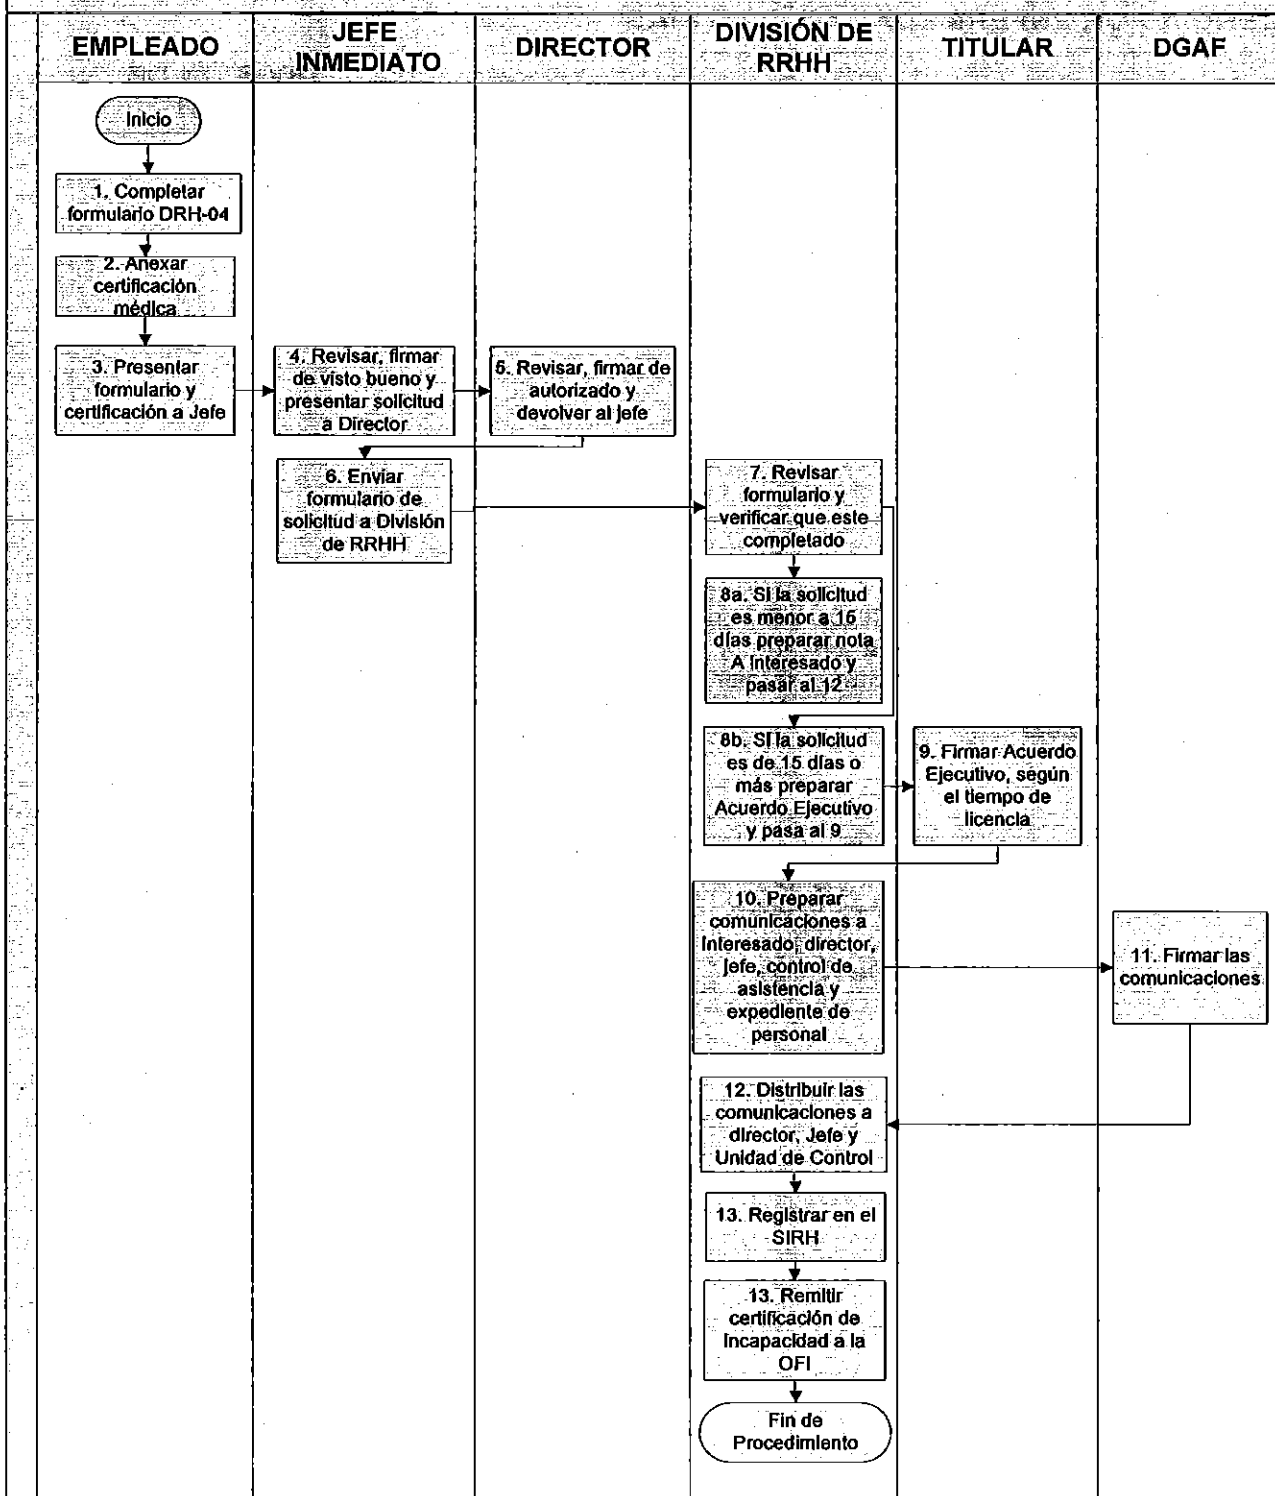 EMPLEADO
JEFE
INMEDIATO
DIRECTOR
DIVISIÓN DE
RRHH
TITULAR
DGAF
Inicio
1. Completar
formulario DRH-04
2. Anexar
certificación
médica
3. Presentar
formulario y
certificación a Jefe
4. Revisar, firmar
de visto bueno y
presentar solicitud
a Director
5. Revisar, firmar de
autorizado y
devolver al jefe
6. Enviar
formulario de
solicitud a División
de RRHH
7. Revisar
formulario y
verificar que este
completado
8a. Si la solicitud
es menor a 15
días preparar nota
A interesado y
pasar al 12
8b. Si la solicitud
es de 15 días o
más preparar
Acuerdo Ejecutivo
y pasa al 9
9. Firmar Acuerdo
Ejecutivo, según
el tiempo de
licencia
10. Preparar
comunicaciones a
Interesado, director,
jefe, control de
asistencia y
expediente de
personal
11. Firmar las
comunicaciones
12. Distribuir las
comunicaciones a
director, Jefe y
Unidad de Control
13. Registrar en el
SIRH
13. Remitir
certificación de
Incapacidad a la
OFI
Fin de
Procedimiento